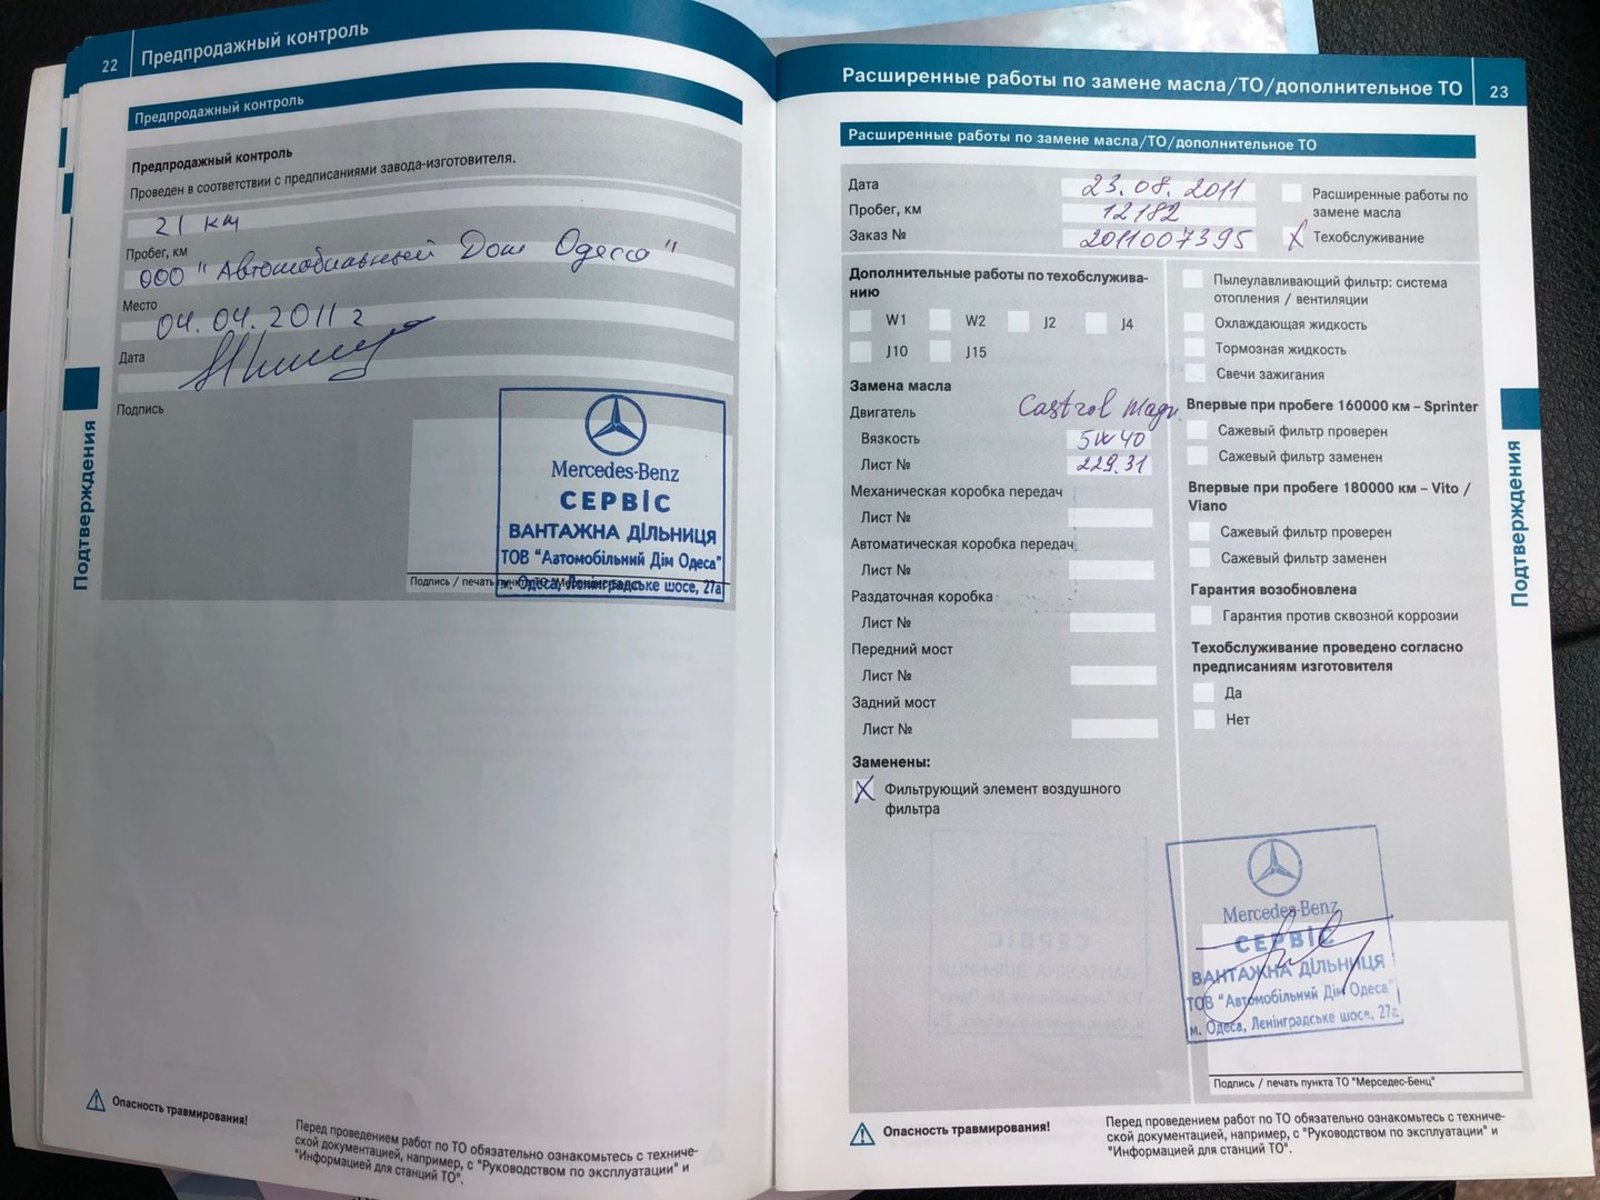 22 Предпродажный контроль
Предпродажный контроль
Предпродажный контроль
Проведен в соответствии с предписаниями завода-изготовителя.
21 км
Пробег, км
ООО "Автомобильный Дом Одесса"
Место
04.04.2011 г
Дата
Подпись
Mercedes-Benz
СЕРВІС
ВАНТАЖНА ДІЛЬНИЦЯ
ТОВ "Автомобільний Дім Одеса"
м. Одеса, Ленінградське шосе, 27а
Подпись / печать пункта ТО "Мерседес-Бенц"
Подтверждения
Опасность травмирования!
Перед проведением работ по ТО обязательно ознакомьтесь с техниче-
ской документацией, например, с "Руководством по эксплуатации" и
"Информацией для станций ТО".
Расширенные работы по замене масла/ТО/дополнительное ТО 23
Расширенные работы по замене масла/ТО/дополнительное ТО
Дата 23.08.2011
Пробег, км 12182
Заказ № 2011007395
Расширенные работы по
замене масла
X Техобслуживание
Дополнительные работы по техобслужива-
нию
W1 W2 J2 J4
J10 J15
Замена масла
Двигатель Castrol Magn.
Вязкость 5w40
Лист № 229.31
Механическая коробка передач
Лист №
Автоматическая коробка передач
Лист №
Раздаточная коробка
Лист №
Передний мост
Лист №
Задний мост
Лист №
Заменены:
X Фильтрующий элемент воздушного
фильтра
Пылеулавливающий фильтр: система
отопления / вентиляции
Охлаждающая жидкость
Тормозная жидкость
Свечи зажигания
Впервые при пробеге 160000 км – Sprinter
Сажевый фильтр проверен
Сажевый фильтр заменен
Впервые при пробеге 180000 км – Vito /
Viano
Сажевый фильтр проверен
Сажевый фильтр заменен
Гарантия возобновлена
Гарантия против сквозной коррозии
Техобслуживание проведено согласно
предписаниям изготовителя
Да
Нет
Mercedes-Benz
СЕРВІС
ВАНТАЖНА ДІЛЬНИЦЯ
ТОВ "Автомобільний Дім Одеса"
м. Одеса, Ленінградське шосе, 27а
Подпись / печать пункта ТО "Мерседес-Бенц"
Подтверждения
Опасность травмирования!
Перед проведением работ по ТО обязательно ознакомьтесь с техниче-
ской документацией, например, с "Руководством по эксплуатации" и
"Информацией для станций ТО".